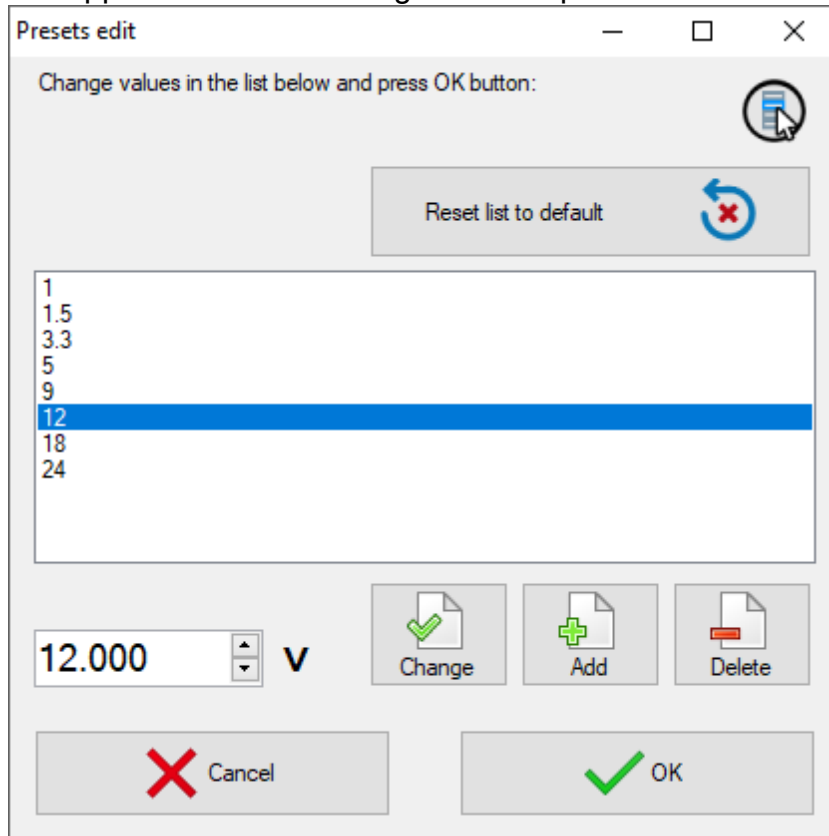 Presets edit
Change values in the list below and press OK button:
Reset list to default
1
1.5
3.3
5
9
12
18
24
12.000 V
Change Add Delete
Cancel OK